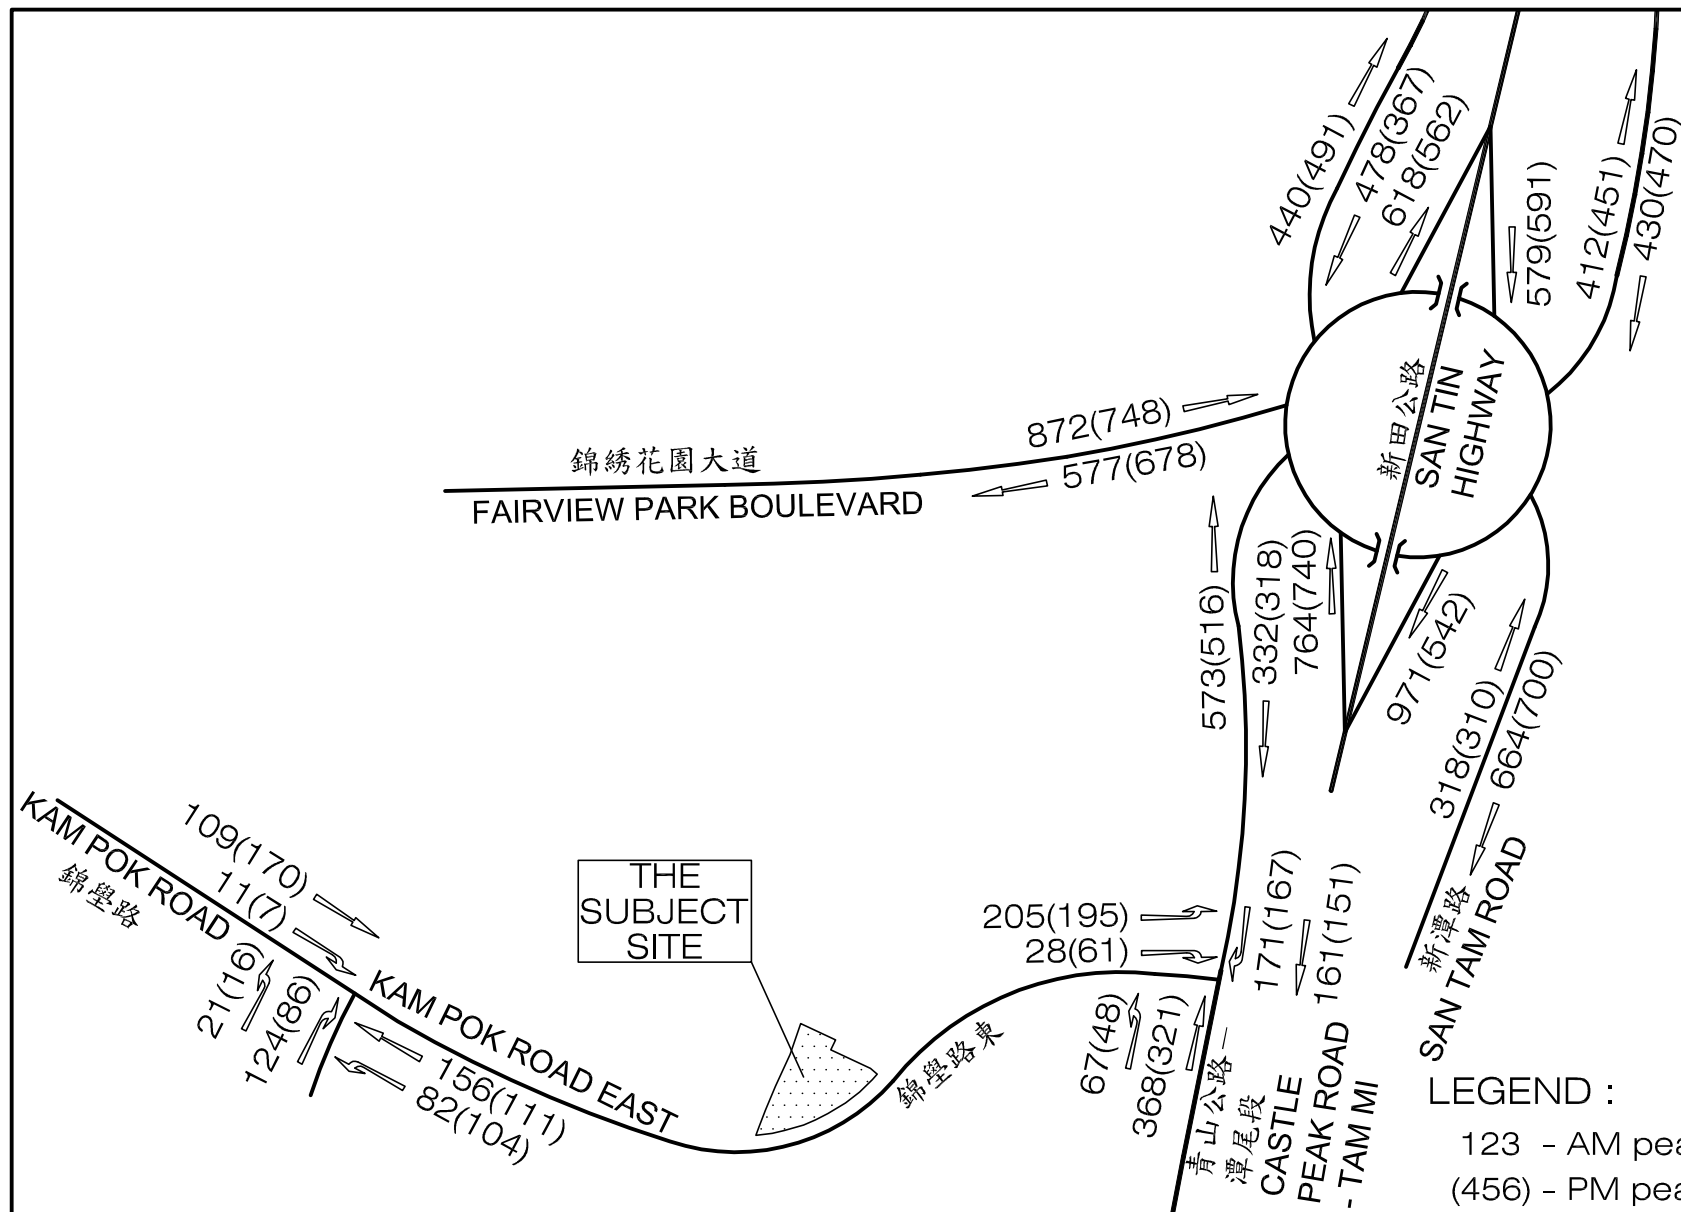 440(491)
478(367)
618(562)
579(591)
412(451)
430(470)
新田公路
SAN TIN
HIGHWAY
872(748)
577(678)
錦綉花園大道
FAIRVIEW PARK BOULEVARD
573(516)
332(318)
764(740)
971(542)
318(310)
664(700)
新潭路
SAN TAM ROAD
109(170)
11(7)
KAM POK ROAD
錦壆路
21(16)
124(86)
KAM POK ROAD EAST
錦壆路東
156(111)
82(104)
THE
SUBJECT
SITE
205(195)
28(61)
171(167)
161(151)
67(48)
368(321)
青山公路－
潭尾段
CASTLE
PEAK ROAD
- TAM MI
LEGEND :
123 - AM pea
(456) - PM pea